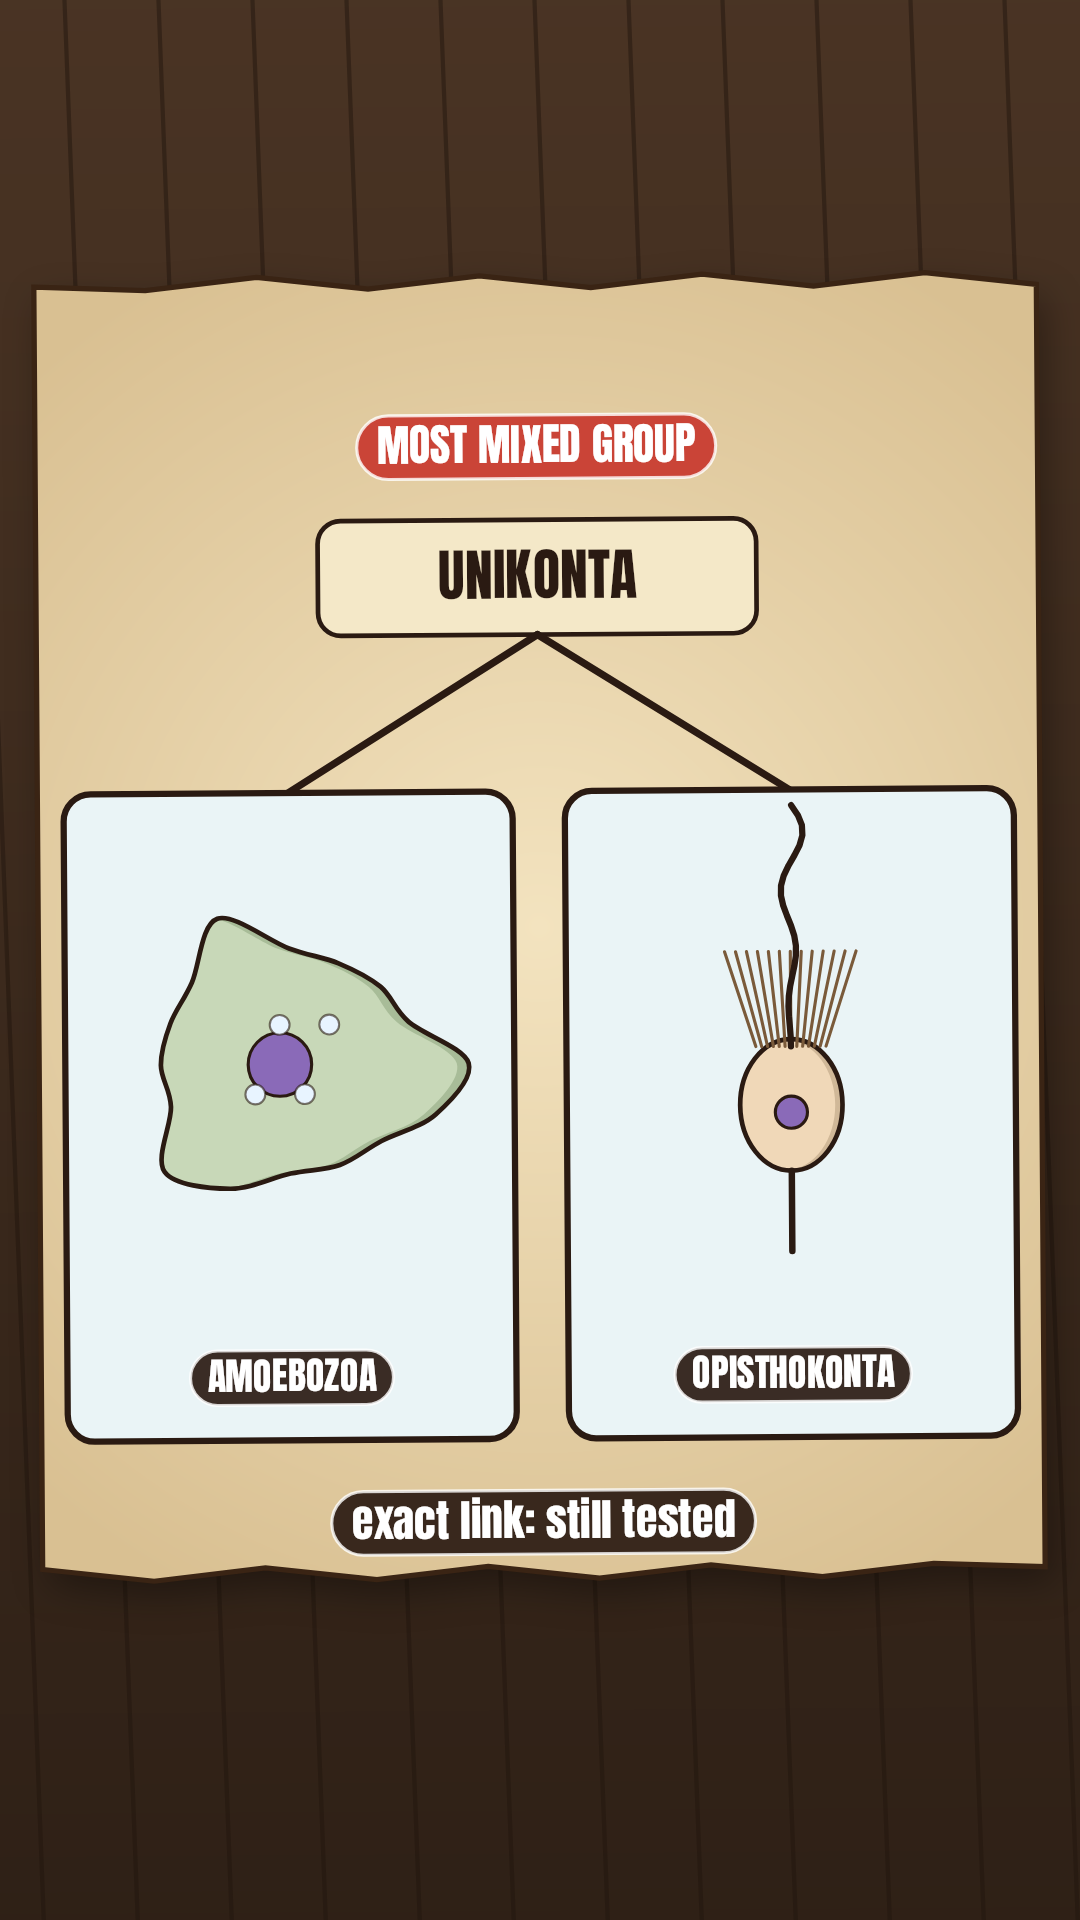 MOST MIXED GROUP
UNIKONTA
AMOEBOZOA
OPISTHOKONTA
exact link: still tested